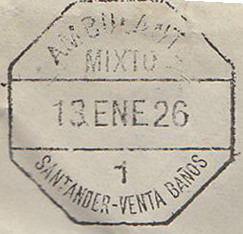 AMBULANTE
MIXTO
13 ENE 26
1
SANTANDER-VENTA BAÑOS